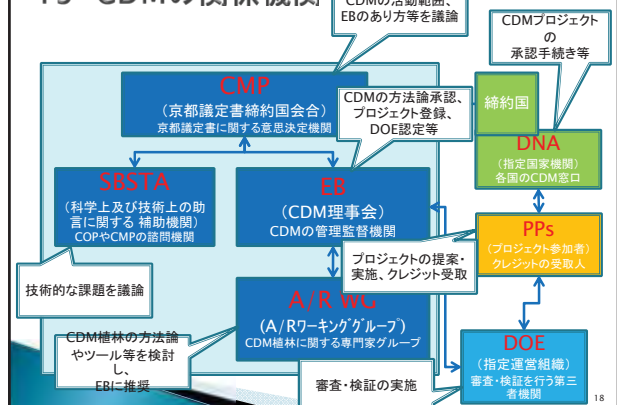 CDMの関係機関
CDMの活動範囲、
EBのあり方等を議論
CDMプロジェクト
の
承認手続き等
CMP
(京都議定書締約国会合)
京都議定書に関する意思決定機関
CDMの方法論承認、
プロジェクト登録、
DOE認定等
締約国
DNA
(指定国家機関)
各国のCDM窓口
SBSTA
(科学上及び技術上の助
言に関する 補助機関)
COPやCMPの諮問機関
EB
(CDM理事会)
CDMの管理監督機関
PPs
(プロジェクト参加者)
クレジットの受取人
プロジェクトの提案・
実施、クレジット受取
技術的な課題を議論
A/R WG
(A/Rワーキンググループ)
CDM植林に関する専門家グループ
CDM植林の方法論
やツール等を検討
し、
EBに推奨
DOE
(指定運営組織)
審査・検証を行う第三
者機関
審査・検証の実施
18